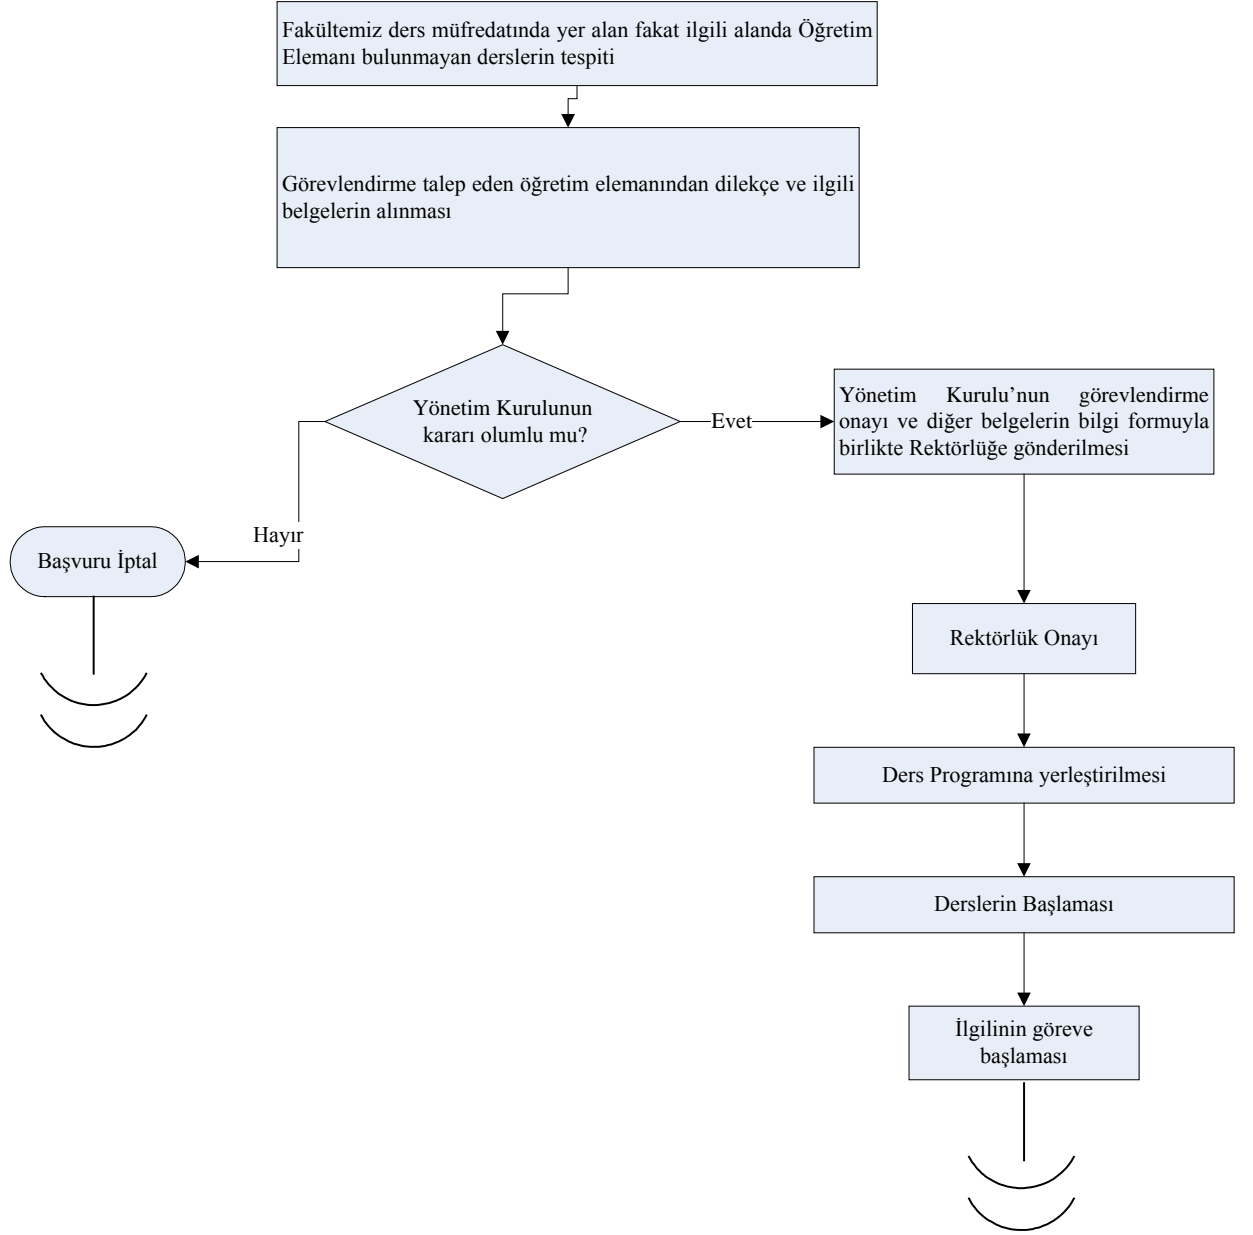 Fakültemiz ders müfredatında yer alan fakat ilgili alanda Öğretim
Elemanı bulunmayan derslerin tespiti
Görevlendirme talep eden öğretim elemanından dilekçe ve ilgili
belgelerin alınması
Yönetim Kurulunun
kararı olumlu mu?
Evet
Yönetim Kurulu’nun görevlendirme
onayı ve diğer belgelerin bilgi formuyla
birlikte Rektörlüğe gönderilmesi
Hayır
Başvuru İptal
Rektörlük Onayı
Ders Programına yerleştirilmesi
Derslerin Başlaması
İlgilinin göreve
başlaması